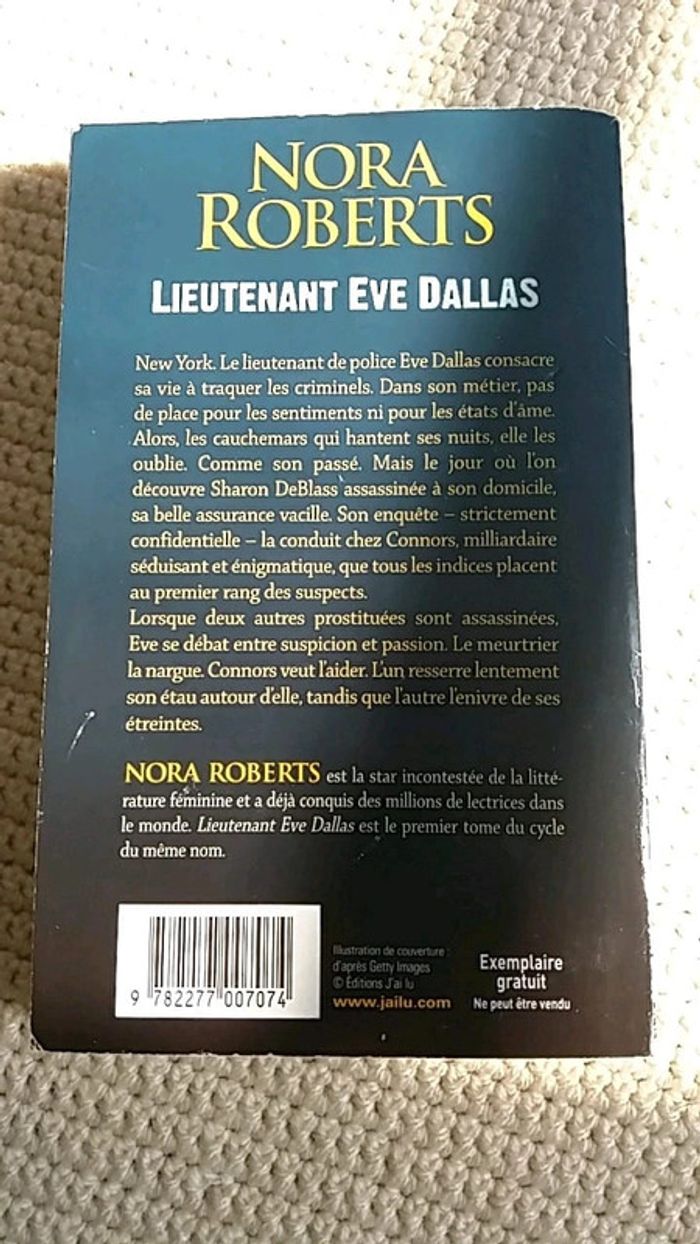 NORA
ROBERTS
LIEUTENANT EVE DALLAS
New York. Le lieutenant de police Eve Dallas consacre
sa vie à traquer les criminels. Dans son métier, pas
de place pour les sentiments ni pour les états d'âme.
Alors, les cauchemars qui hantent ses nuits, elle les
oublie. Comme son passé. Mais le jour où l'on
découvre Sharon DeBlass assassinée à son domicile,
sa belle assurance vacille. Son enquête – strictement
confidentielle – la conduit chez Connors, milliardaire
séduisant et énigmatique, que tous les indices placent
au premier rang des suspects.
Lorsque deux autres prostituées sont assassinées,
Eve se débat entre suspicion et passion. Le meurtrier
la nargue. Connors veut l'aider. L'un resserre lentement
son étau autour d'elle, tandis que l'autre l'enivre de ses
étreintes.
NORA ROBERTS est la star incontestée de la litté-
rature féminine et a déjà conquis des millions de lectrices dans
le monde. Lieutenant Eve Dallas est le premier tome du cycle
du même nom.
9 782277 007074
Illustration de couverture :
d'après Getty Images
© Éditions J'ai lu
www.jailu.com
Exemplaire
gratuit
Ne peut être vendu